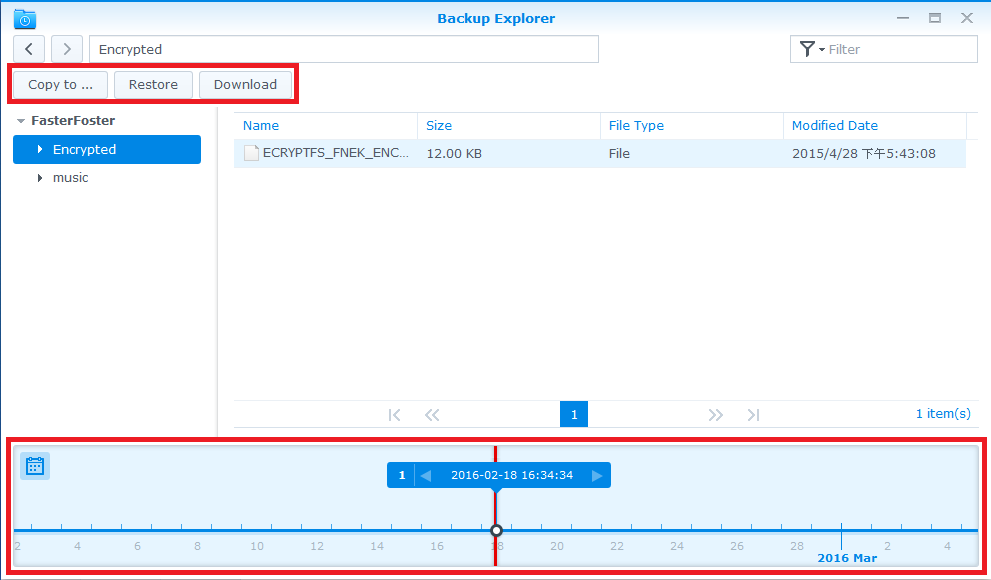 Backup Explorer
Encrypted
Filter
Copy to ...
Restore
Download
FasterFoster
Encrypted
music
Name Size File Type Modified Date
ECRYPTFS_FNEK_ENC... 12.00 KB File 2015/4/28 下午5:43:08
1
1 item(s)
1 2016-02-18 16:34:34
2 4 6 8 10 12 14 16 18 20 22 24 26 28 2 4
2016 Mar